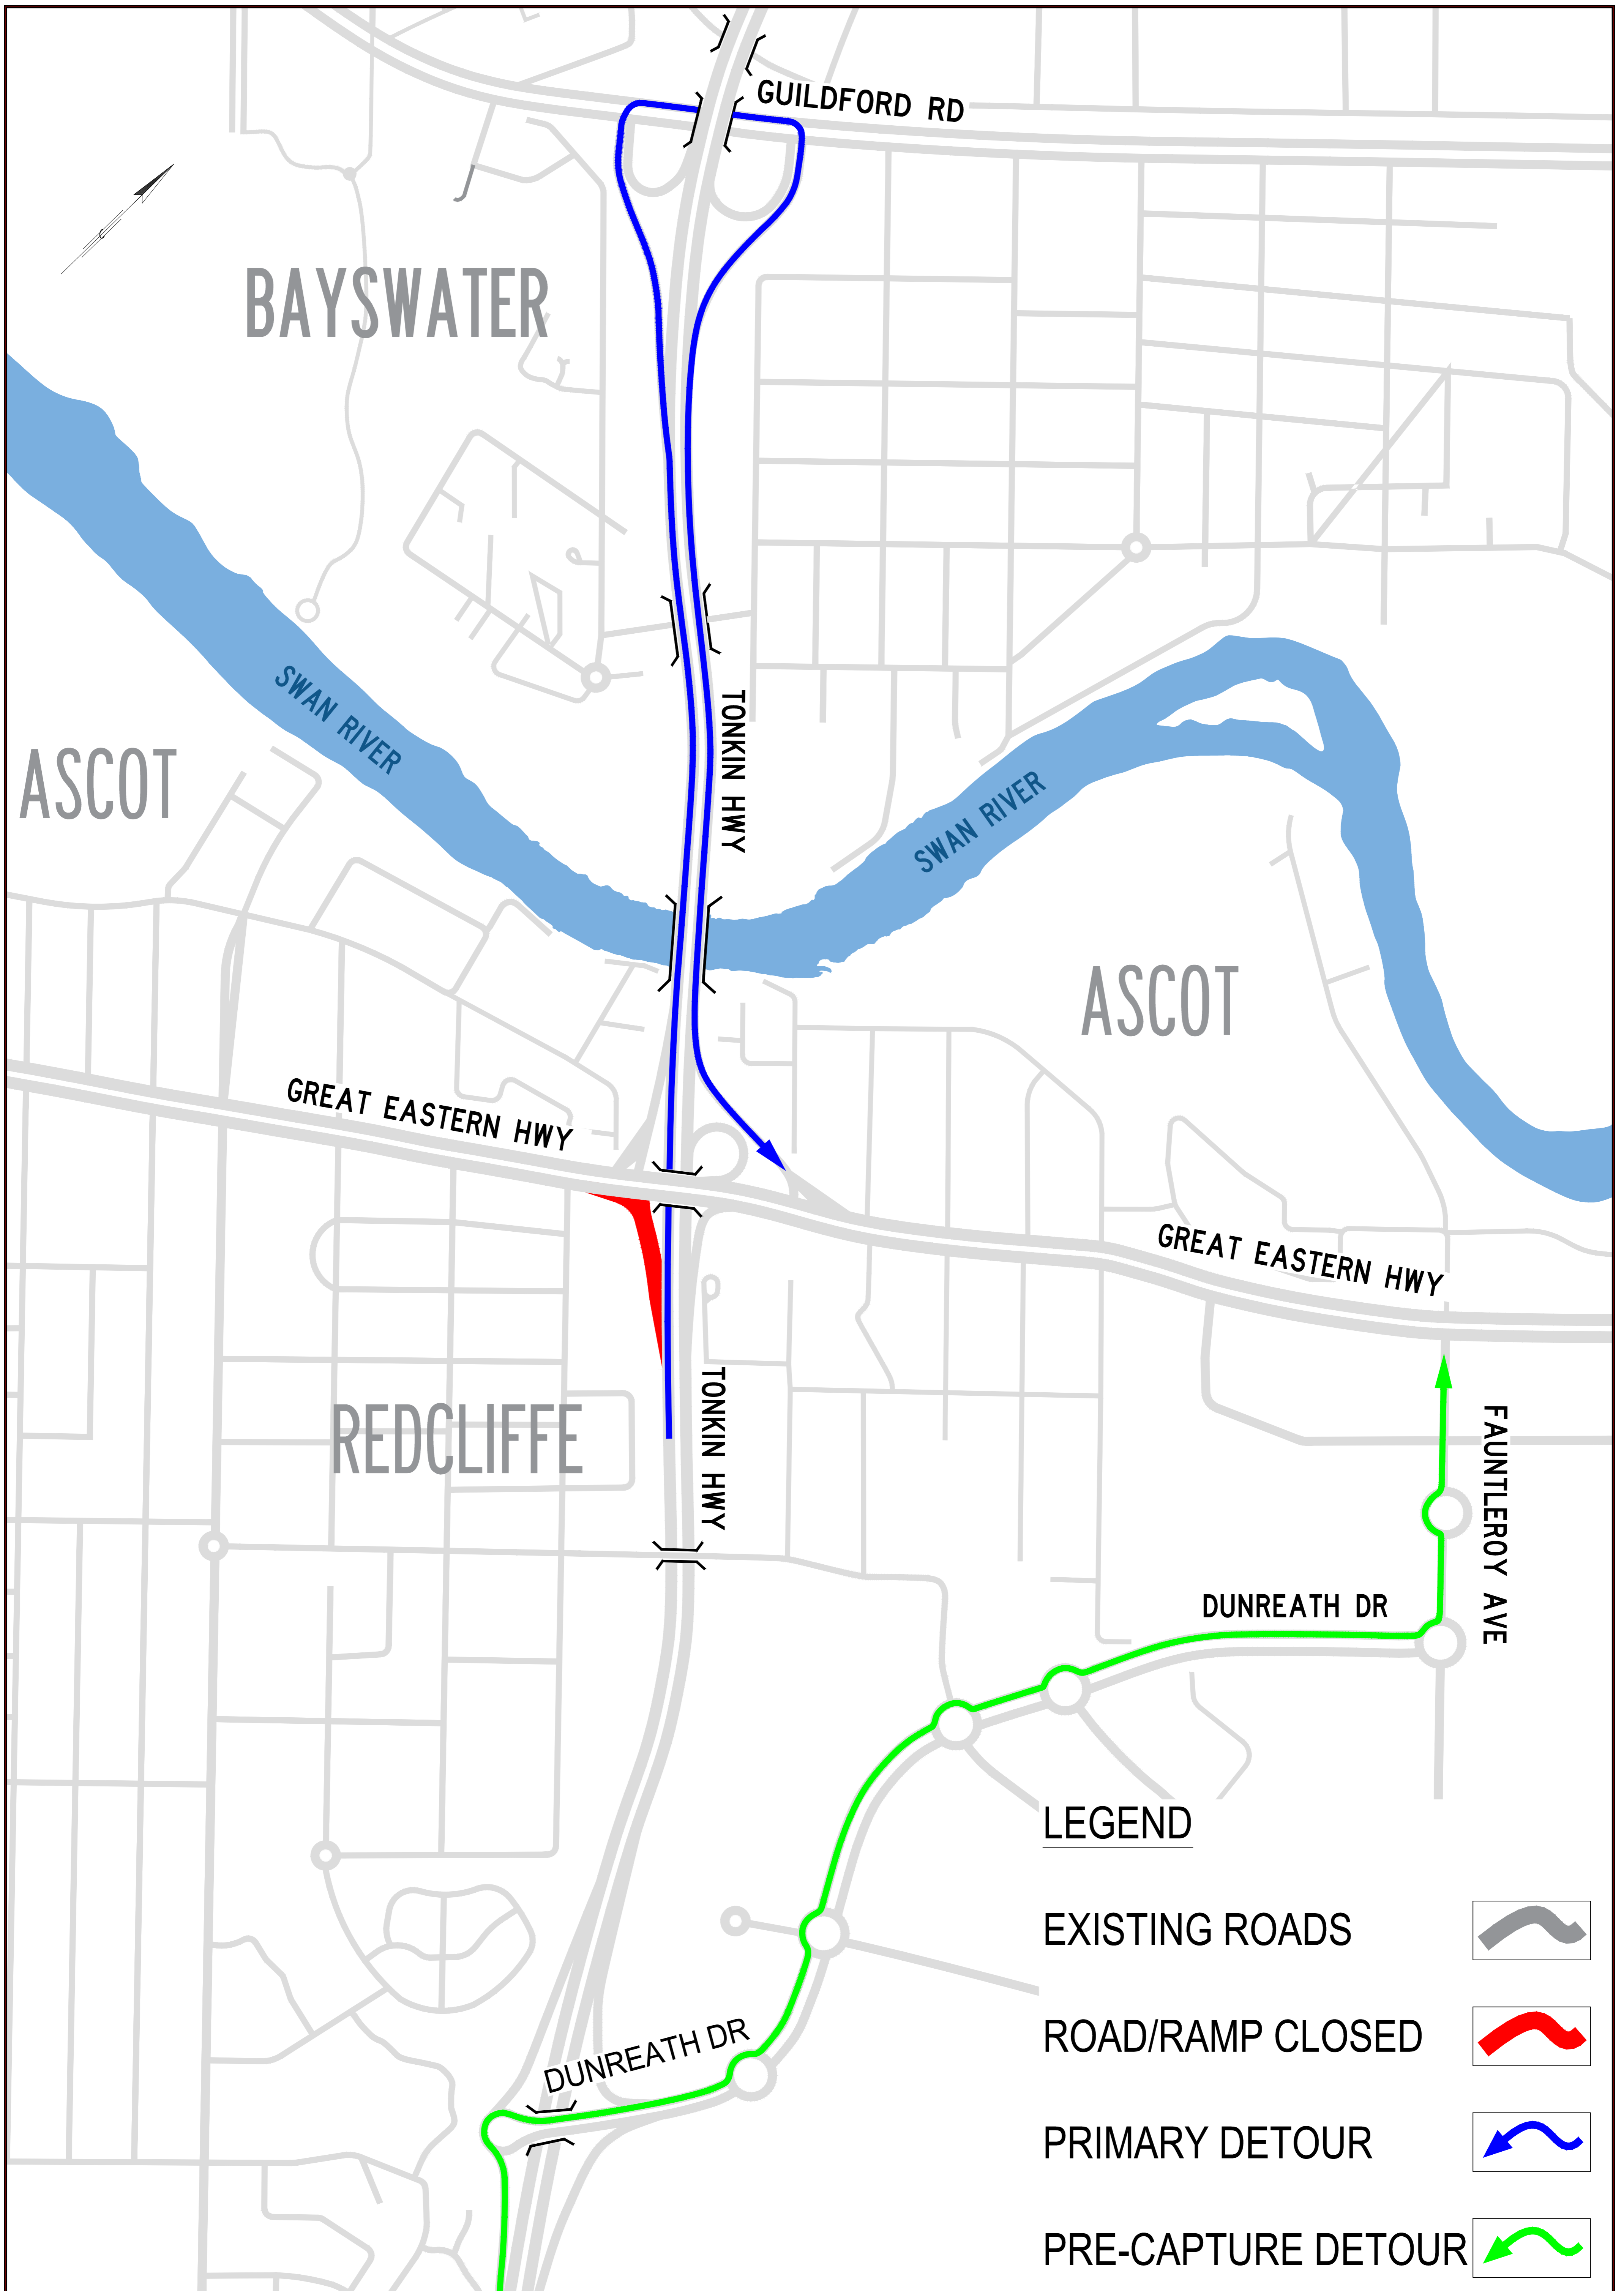 GUILDFORD RD
BAYSWATER
SWAN RIVER
TONKIN HWY
ASCOT
SWAN RIVER
ASCOT
GREAT EASTERN HWY
GREAT EASTERN HWY
REDCLIFFE
TONKIN HWY
FAUNTLEROY AVE
DUNREATH DR
DUNREATH DR
LEGEND
EXISTING ROADS
ROAD/RAMP CLOSED
PRIMARY DETOUR
PRE-CAPTURE DETOUR